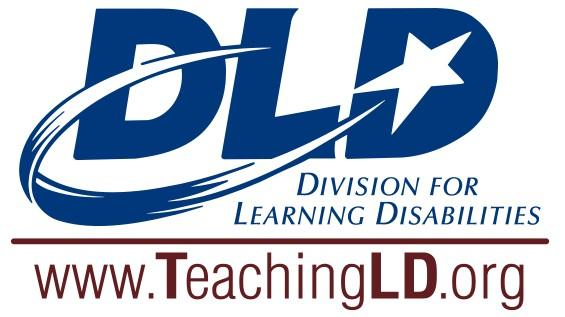 DLD
DIVISION FOR
LEARNING DISABILITIES
www.TeachingLD.org